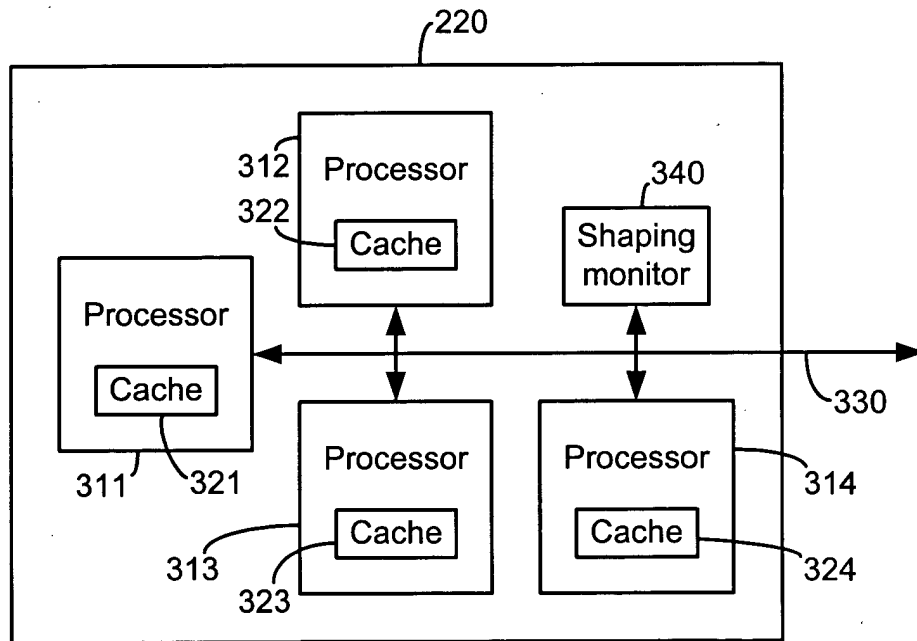 220
312
Processor
322
Cache
340
Shaping
monitor
Processor
Cache
311
321
330
Processor
Cache
313
323
Processor
Cache
314
324